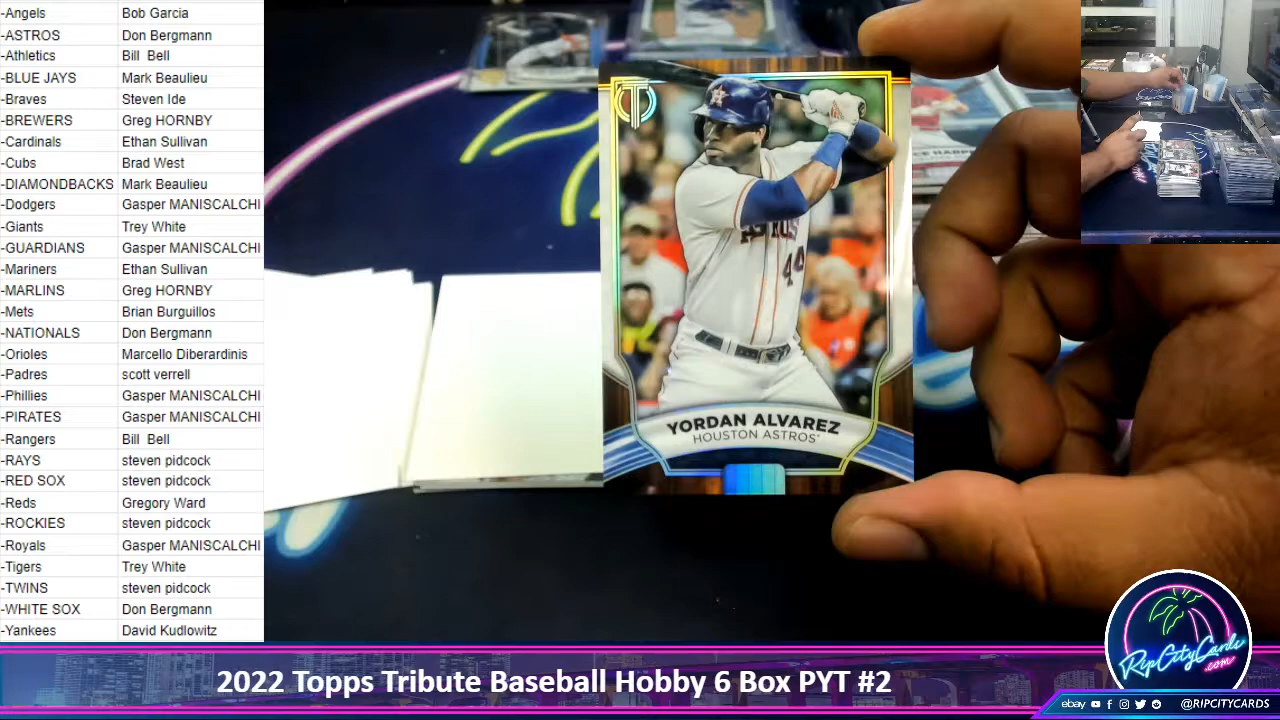 -Angels Bob Garcia
-ASTROS Don Bergmann
-Athletics Bill Bell
-BLUE JAYS Mark Beaulieu
-Braves Steven Ide
-BREWERS Greg HORNBY
-Cardinals Ethan Sullivan
-Cubs Brad West
-DIAMONDBACKS Mark Beaulieu
-Dodgers Gasper MANISCALCHI
-Giants Trey White
-GUARDIANS Gasper MANISCALCHI
-Mariners Ethan Sullivan
-MARLINS Greg HORNBY
-Mets Brian Burguillos
-NATIONALS Don Bergmann
-Orioles Marcello Diberardinis
-Padres scott verrell
-Phillies Gasper MANISCALCHI
-PIRATES Gasper MANISCALCHI
-Rangers Bill Bell
-RAYS steven pidcock
-RED SOX steven pidcock
-Reds Gregory Ward
-ROCKIES steven pidcock
-Royals Gasper MANISCALCHI
-Tigers Trey White
-TWINS steven pidcock
-WHITE SOX Don Bergmann
-Yankees David Kudlowitz
T
ASTROS
44
YORDAN ALVAREZ
HOUSTON ASTROS
2022 Topps Tribute Baseball Hobby 6 Box PYT #2
RipCityCards
.com
ebay @RIPCITYCARDS